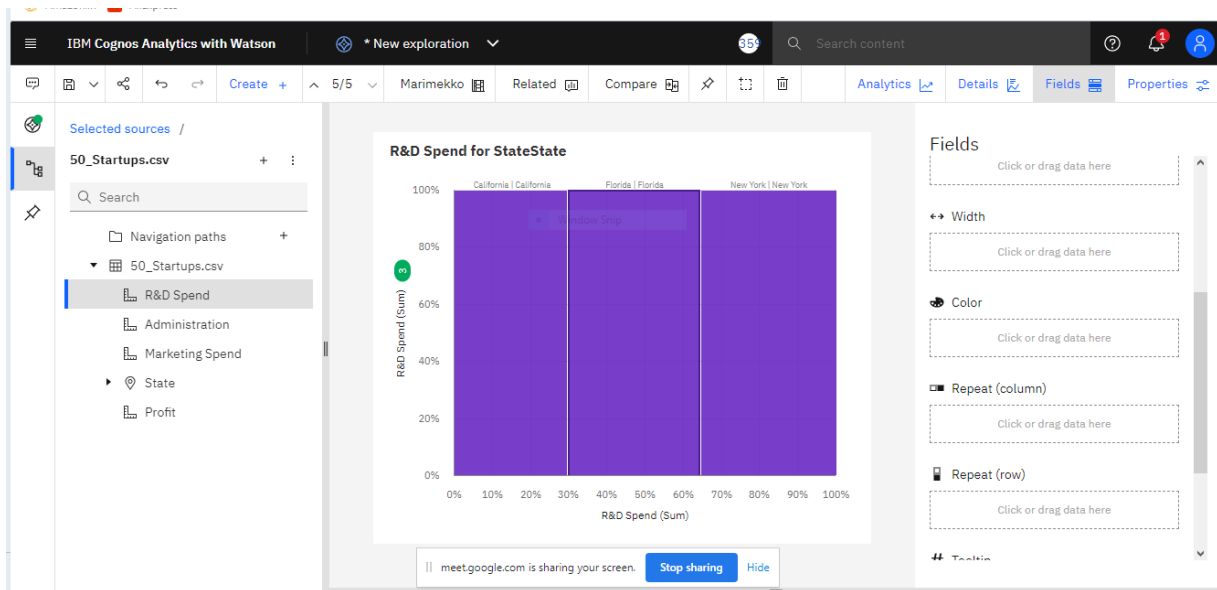 IBM Cognos Analytics with Watson
* New exploration
359
Search content
1
Create +
5/5
Marimekko
Related
Compare
Analytics
Details
Fields
Properties
Selected sources /
50_Startups.csv
Search
Navigation paths
50_Startups.csv
R&D Spend
Administration
Marketing Spend
State
Profit
R&D Spend for StateState
California | California
Florida | Florida
New York | New York
Window Snip
100%
80%
60%
40%
20%
0%
3
R&D Spend (Sum)
0% 10% 20% 30% 40% 50% 60% 70% 80% 90% 100%
R&D Spend (Sum)
meet.google.com is sharing your screen.
Stop sharing
Hide
Fields
Click or drag data here
Width
Click or drag data here
Color
Click or drag data here
Repeat (column)
Click or drag data here
Repeat (row)
Click or drag data here